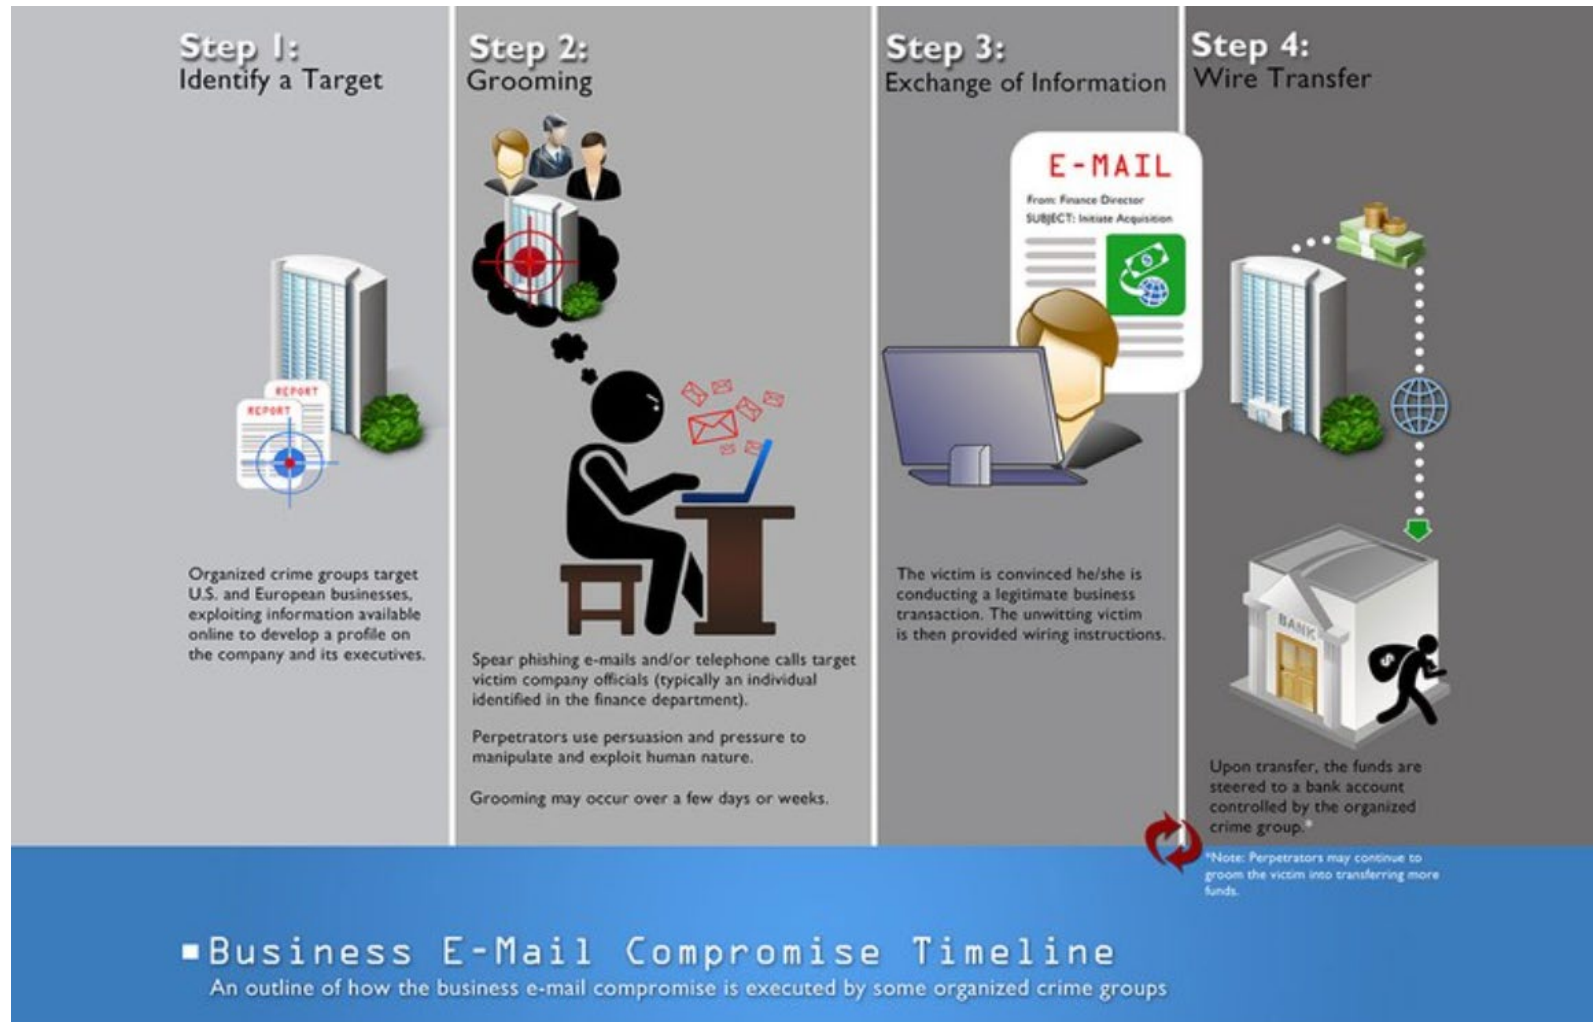 Step 1:
Identify a Target
REPORT
REPORT
Organized crime groups target
U.S. and European businesses,
exploiting information available
online to develop a profile on
the company and its executives.
Step 2:
Grooming
Spear phishing e-mails and/or telephone calls target
victim company officials (typically an individual
identified in the finance department).
Perpetrators use persuasion and pressure to
manipulate and exploit human nature.
Grooming may occur over a few days or weeks.
Step 3:
Exchange of Information
E-MAIL
From: Finance Director
SUBJECT: Initiate Acquisition
The victim is convinced he/she is
conducting a legitimate business
transaction. The unwitting victim
is then provided wiring instructions.
Step 4:
Wire Transfer
BANK
Upon transfer, the funds are
steered to a bank account
controlled by the organized
crime group.*
*Note: Perpetrators may continue to
groom the victim into transferring more
funds.
Business E-Mail Compromise Timeline
An outline of how the business e-mail compromise is executed by some organized crime groups